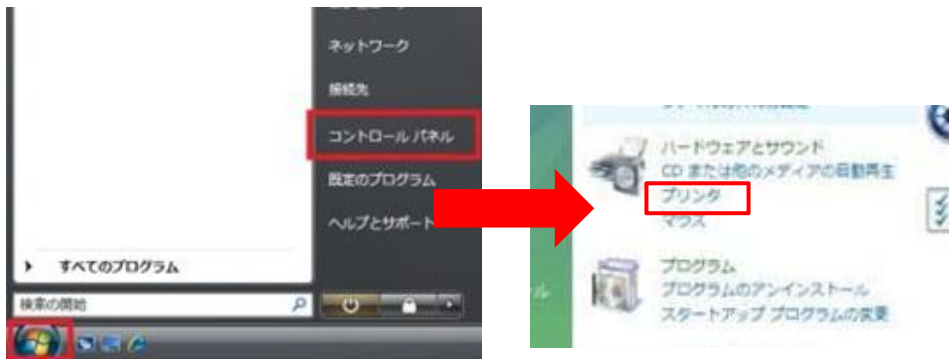 ネットワーク
接続先
コントロール パネル
既定のプログラム
ヘルプとサポート
すべてのプログラム
検索の開始
ハードウェアとサウンド
CD または他のメディアの自動再生
プリンタ
マウス
プログラム
プログラムのアンインストール
スタートアップ プログラムの変更